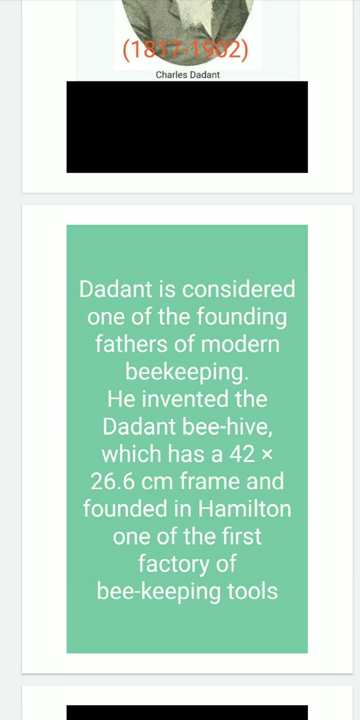 (1817-1902)
Charles Dadant
Dadant is considered
one of the founding
fathers of modern
beekeeping.
He invented the
Dadant bee-hive,
which has a 42 ×
26.6 cm frame and
founded in Hamilton
one of the first
factory of
bee-keeping tools